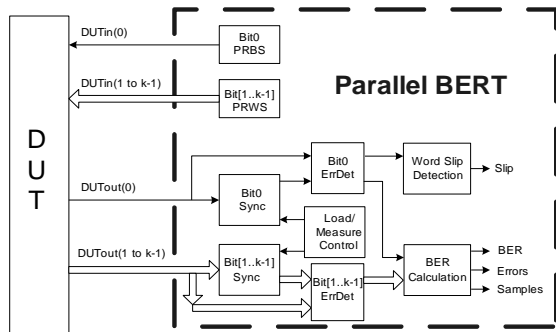 DUTin(0)
Bit0
PRBS
DUTin(1 to k-1)
Bit[1..k-1]
PRWS
Parallel BERT
D
U
T
Bit0
ErrDet
Word Slip
Detection
Slip
DUTout(0)
Bit0
Sync
Load/
Measure
Control
DUTout(1 to k-1)
Bit[1..k-1]
Sync
Bit[1..k-1]
ErrDet
BER
Calculation
BER
Errors
Samples